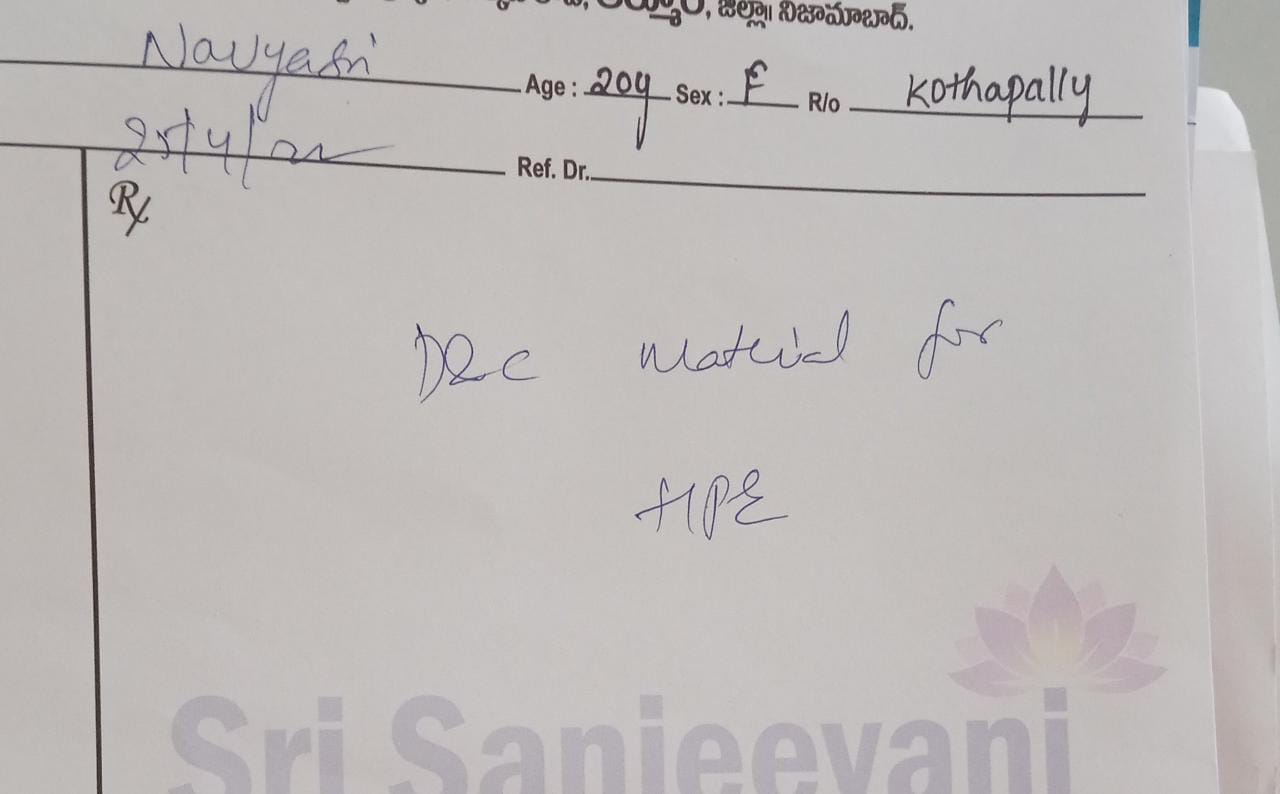 జిల్లా॥ నిజామాబాద్.
Navyasri
Age : 20y Sex : F R/o Kothapally
25/4/22
Ref. Dr.
Rx
D&C material for
HPE
Sri Sanjeevani